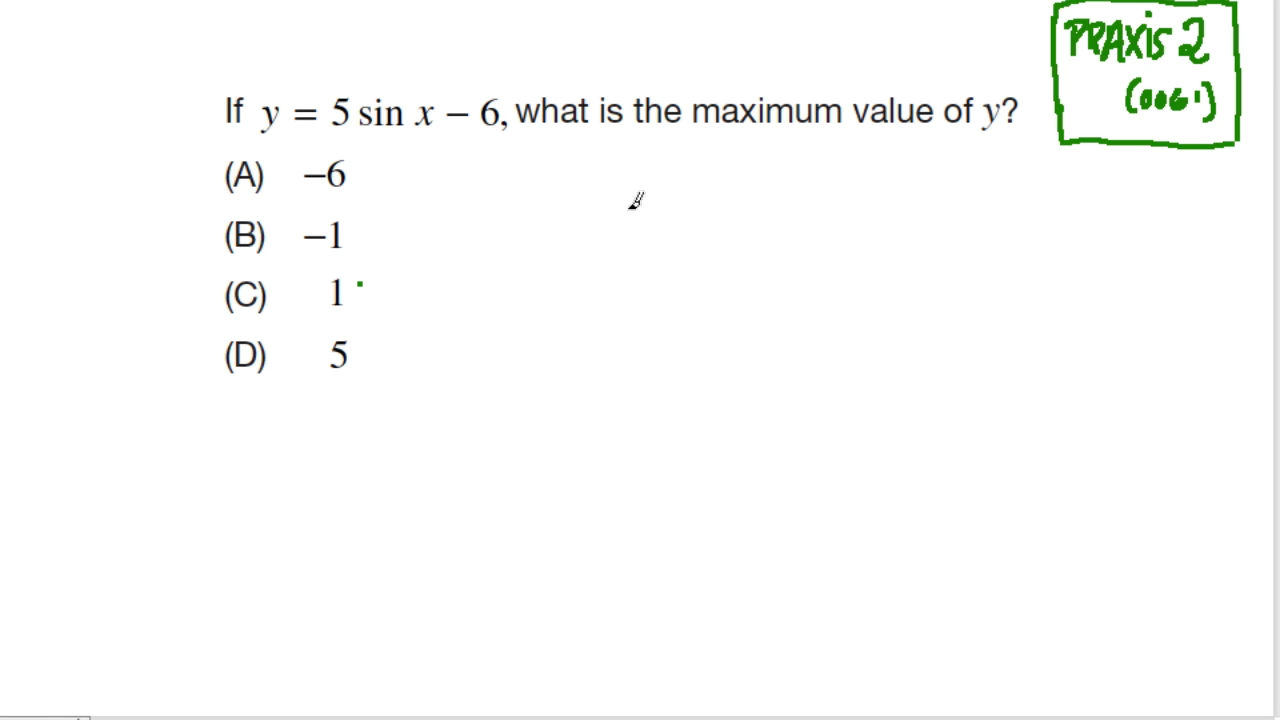 PRAXIS 2
(0061)
If y = 5 sin x − 6, what is the maximum value of y?
(A) −6
(B) −1
(C) 1
(D) 5